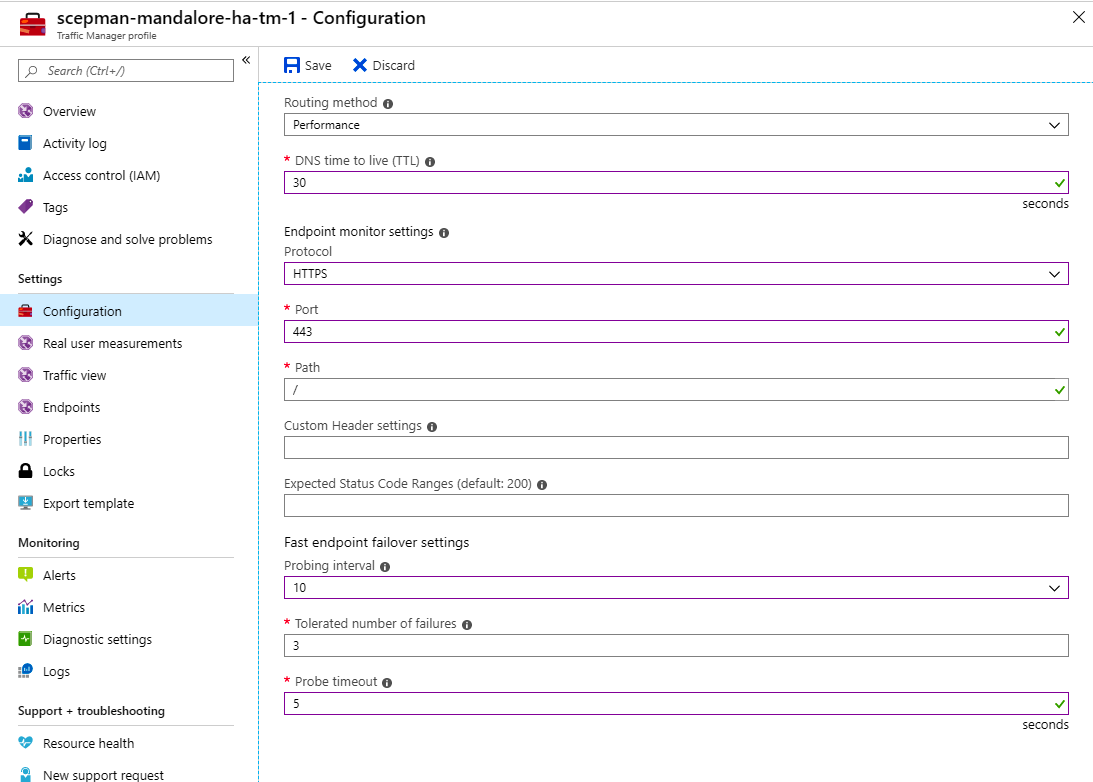 scepman-mandalore-ha-tm-1 - Configuration
Traffic Manager profile
Search (Ctrl+/)
«
Overview
Activity log
Access control (IAM)
Tags
Diagnose and solve problems
Settings
Configuration
Real user measurements
Traffic view
Endpoints
Properties
Locks
Export template
Monitoring
Alerts
Metrics
Diagnostic settings
Logs
Support + troubleshooting
Resource health
New support request
Save Discard
Routing method
Performance
* DNS time to live (TTL)
30
seconds
Endpoint monitor settings
Protocol
HTTPS
* Port
443
* Path
/
Custom Header settings
Expected Status Code Ranges (default: 200)
Fast endpoint failover settings
Probing interval
10
* Tolerated number of failures
3
* Probe timeout
5
seconds